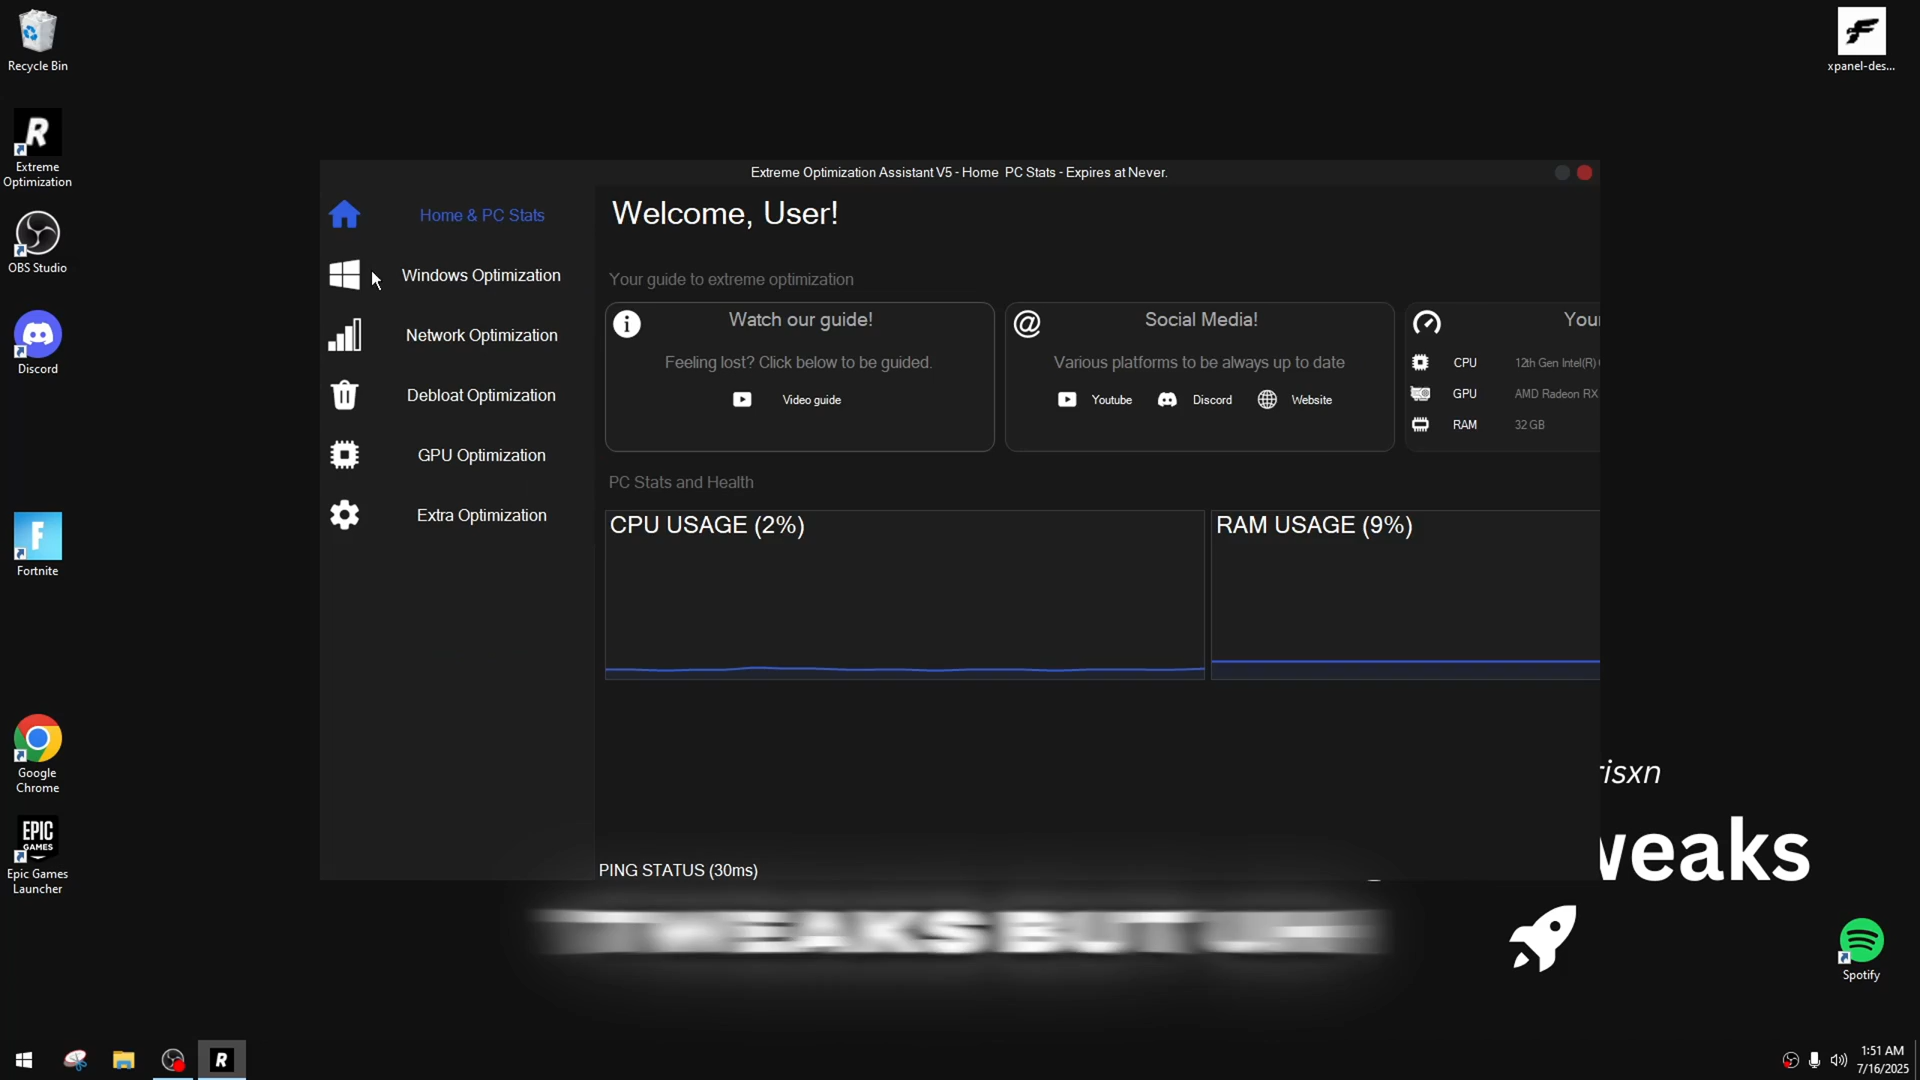 Recycle Bin
xpanel-des...
Extreme
Optimization
OBS Studio
Discord
Fortnite
Google
Chrome
EPIC
GAMES
Epic Games
Launcher
Extreme Optimization Assistant V5 - Home  PC Stats - Expires at Never.
Home & PC Stats
Windows Optimization
Network Optimization
Debloat Optimization
GPU Optimization
Extra Optimization
Welcome, User!
Your guide to extreme optimization
Watch our guide!
Feeling lost? Click below to be guided.
Video guide
Social Media!
Various platforms to be always up to date
Youtube
Discord
Website
You
CPU 12th Gen Intel(R)
GPU AMD Radeon RX
RAM 32 GB
PC Stats and Health
CPU USAGE (2%)
RAM USAGE (9%)
PING STATUS (30ms)
risxn
weaks
Spotify
1:51 AM
7/16/2025